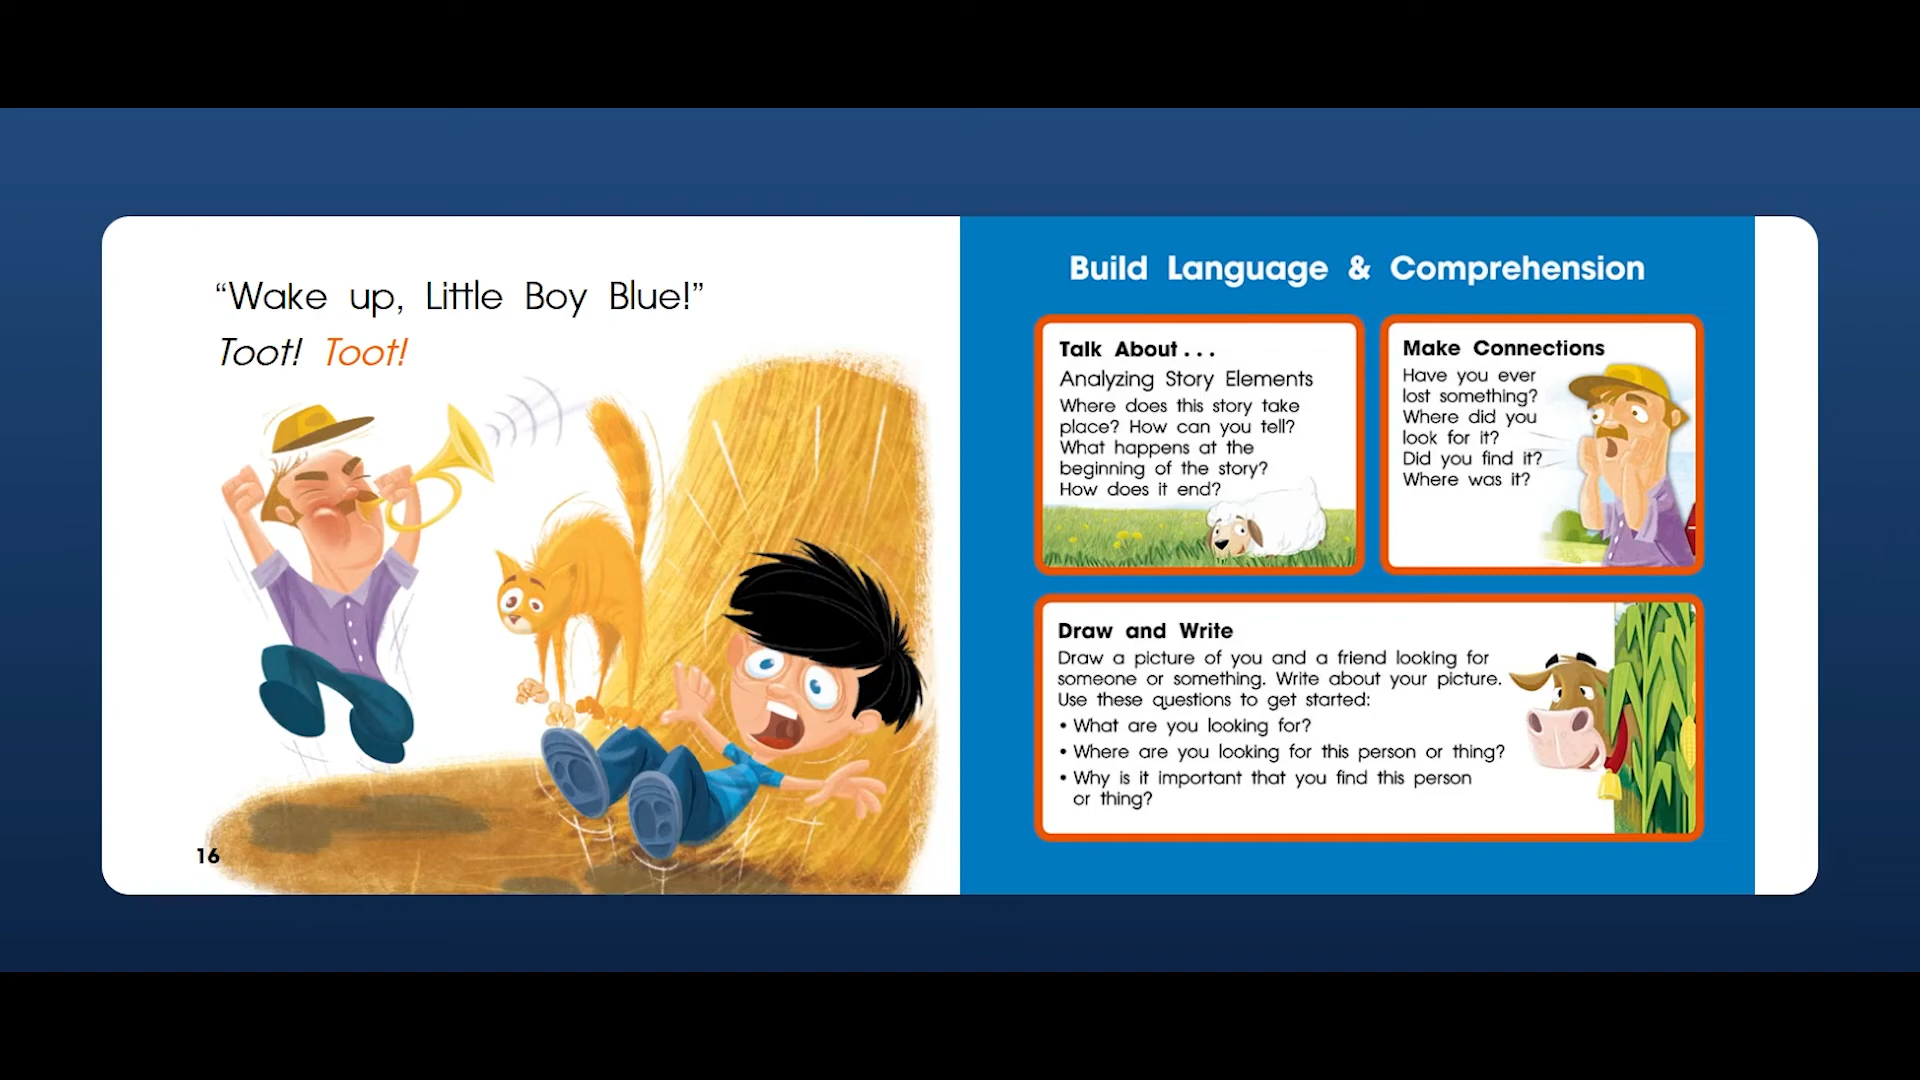 “Wake up, Little Boy Blue!”
Toot! Toot!
16
Build Language & Comprehension
Talk About . . .
Analyzing Story Elements
Where does this story take
place? How can you tell?
What happens at the
beginning of the story?
How does it end?
Make Connections
Have you ever
lost something?
Where did you
look for it?
Did you find it?
Where was it?
Draw and Write
Draw a picture of you and a friend looking for
someone or something. Write about your picture.
Use these questions to get started:
• What are you looking for?
• Where are you looking for this person or thing?
• Why is it important that you find this person
or thing?